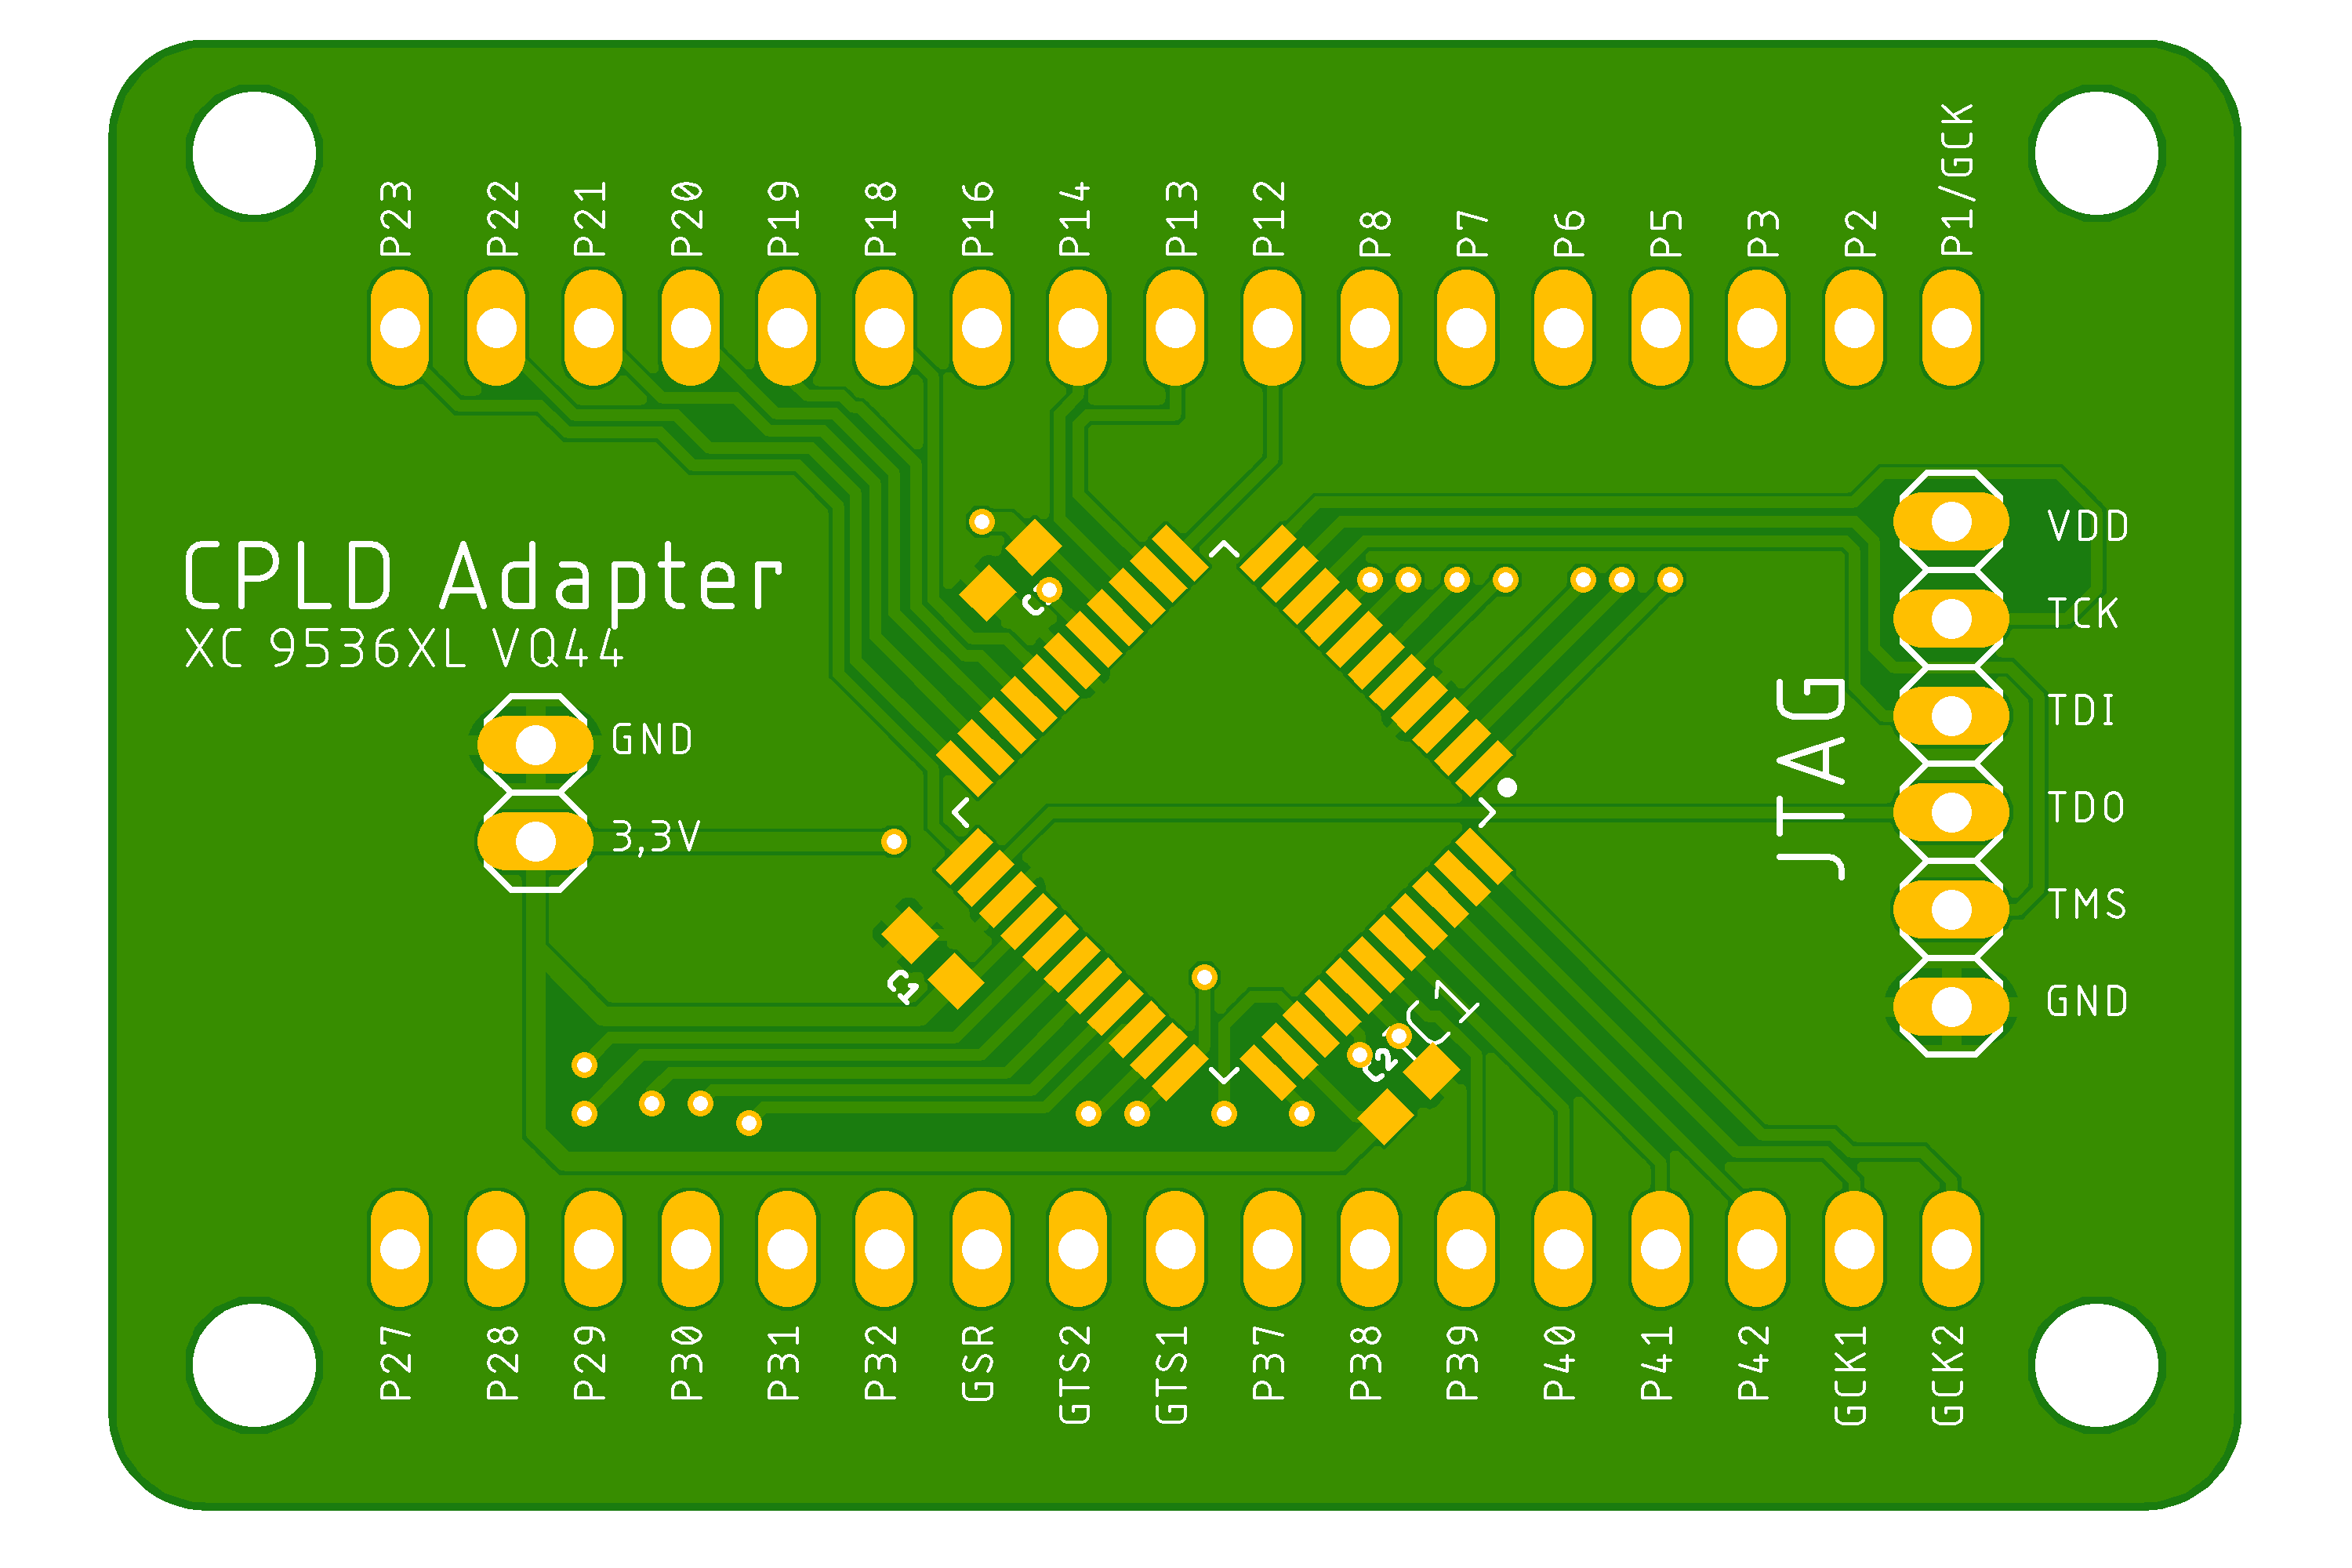 P23
P22
P21
P20
P19
P18
P16
P14
P13
P12
P8
P7
P6
P5
P3
P2
P1/GCK
CPLD Adapter
XC 9536XL VQ44
GND
3,3V
VDD
TCK
TDI
TDO
TMS
GND
JTAG
C1
C2
IC1
P27
P28
P29
P30
P31
P32
GSR
GTS2
GTS1
P37
P38
P39
P40
P41
P42
GCK1
GCK2